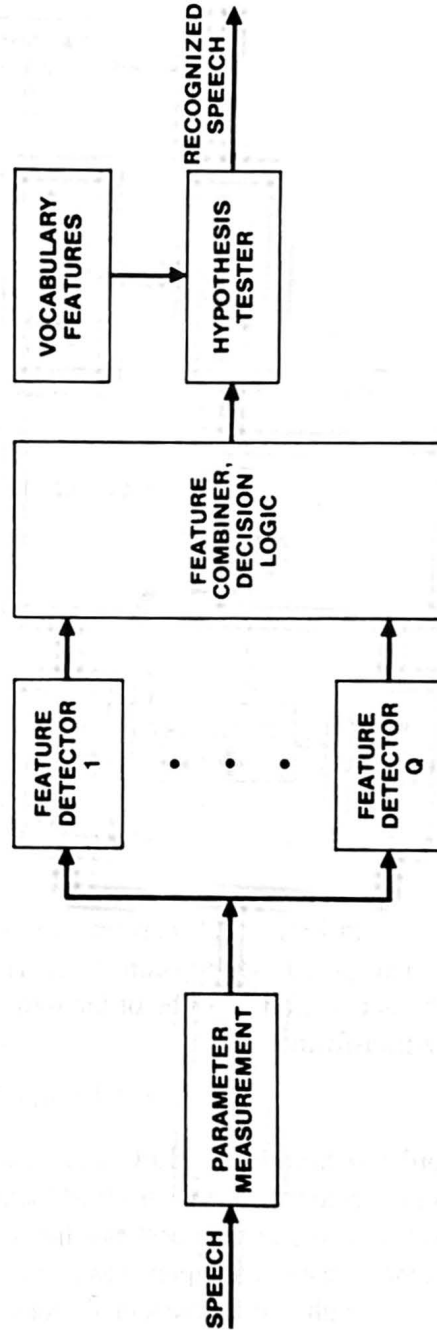 SPEECH
PARAMETER
MEASUREMENT
FEATURE
DETECTOR
1
FEATURE
DETECTOR
Q
FEATURE
COMBINER,
DECISION
LOGIC
VOCABULARY
FEATURES
HYPOTHESIS
TESTER
RECOGNIZED
SPEECH